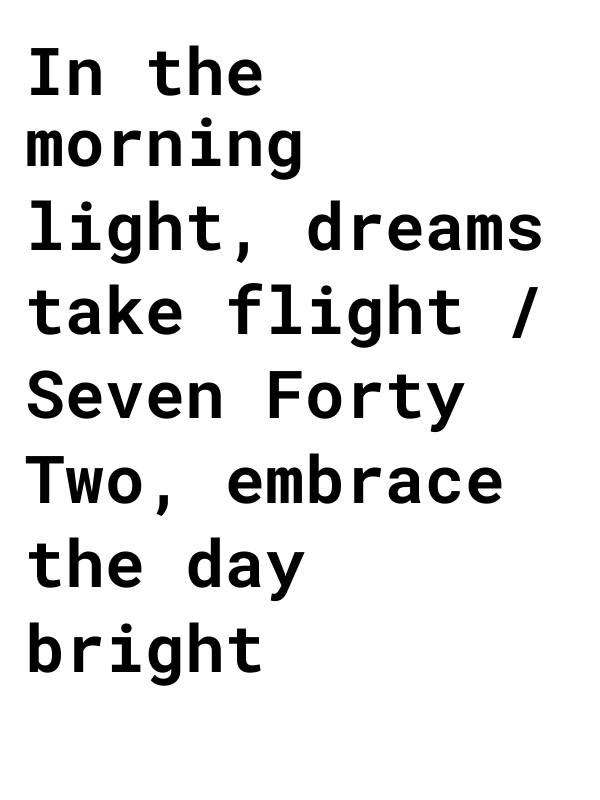 In the
morning
light, dreams
take flight /
Seven Forty
Two, embrace
the day
bright